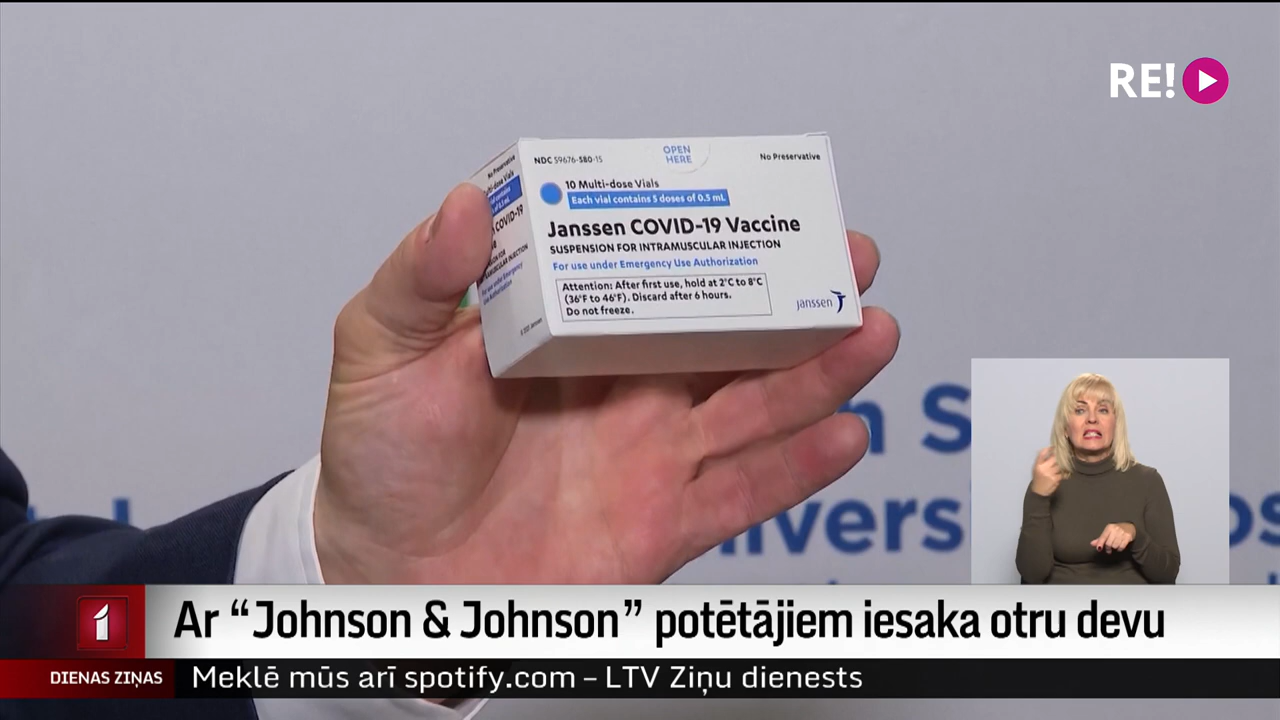 RE!
NDC 59676-580-15
OPEN
HERE
No Preservative
10 Multi-dose Vials
Each vial contains 5 doses of 0.5 mL
Janssen COVID-19 Vaccine
SUSPENSION FOR INTRAMUSCULAR INJECTION
For use under Emergency Use Authorization
Attention: After first use, hold at 2°C to 8°C
(36°F to 46°F). Discard after 6 hours.
Do not freeze.
janssen
No Preservative
COVID-19
1
Ar “Johnson & Johnson” potētājiem iesaka otru devu
DIENAS ZIŅAS
Meklē mūs arī spotify.com – LTV Ziņu dienests